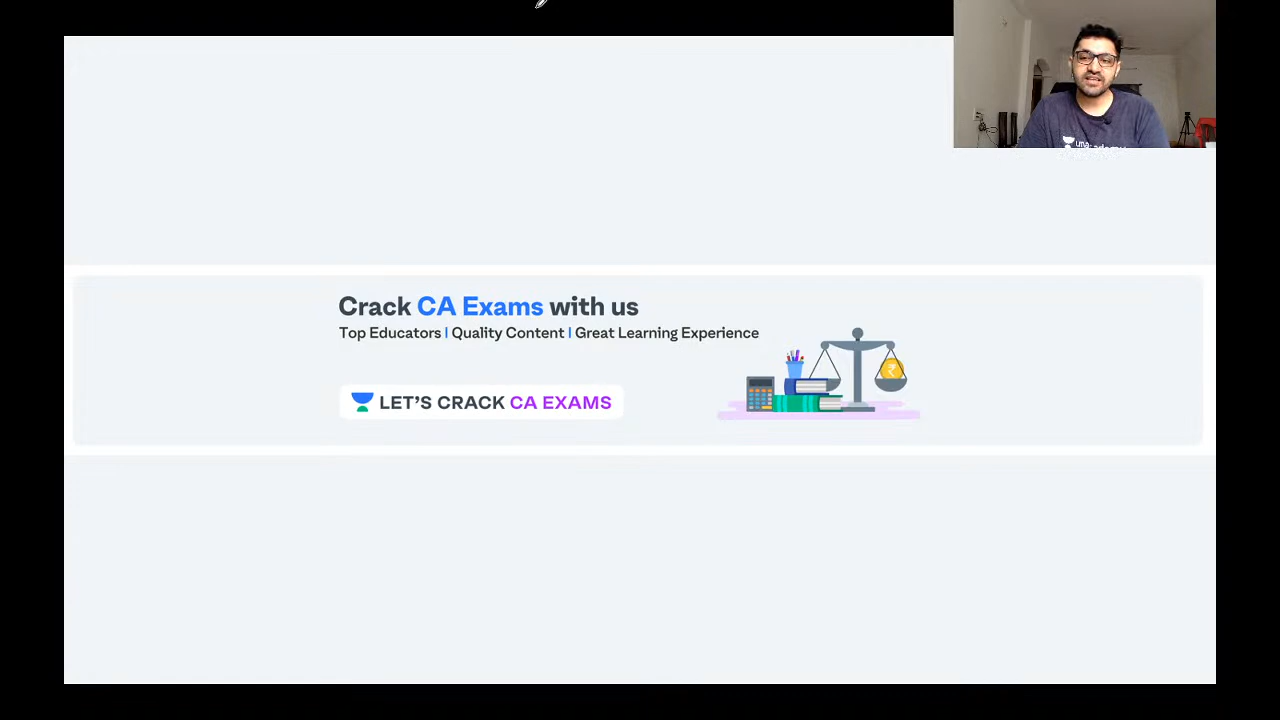 Crack CA Exams with us
Top Educators | Quality Content | Great Learning Experience
LET'S CRACK CA EXAMS
₹